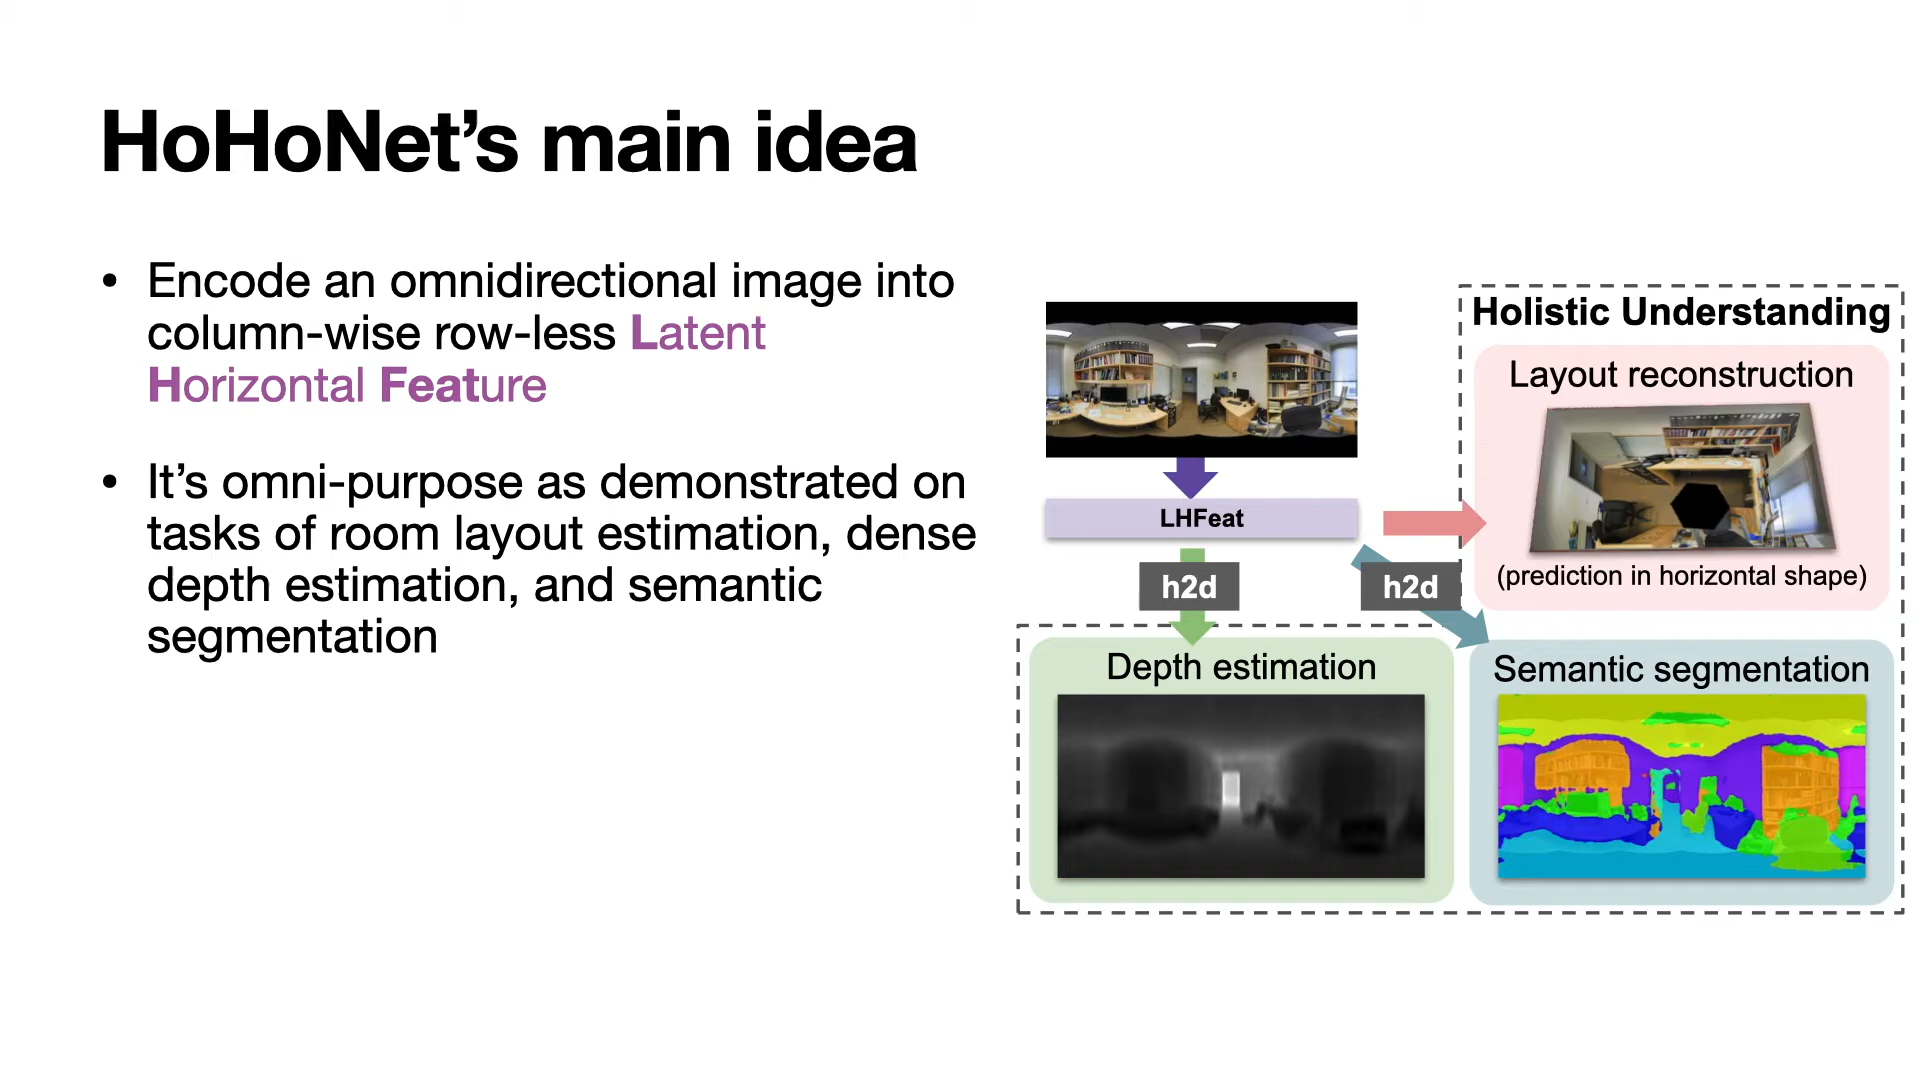 HoHoNet’s main idea
• Encode an omnidirectional image into
column-wise row-less Latent
Horizontal Feature
• It’s omni-purpose as demonstrated on
tasks of room layout estimation, dense
depth estimation, and semantic
segmentation
Holistic Understanding
Layout reconstruction
(prediction in horizontal shape)
LHFeat
h2d
h2d
Depth estimation
Semantic segmentation